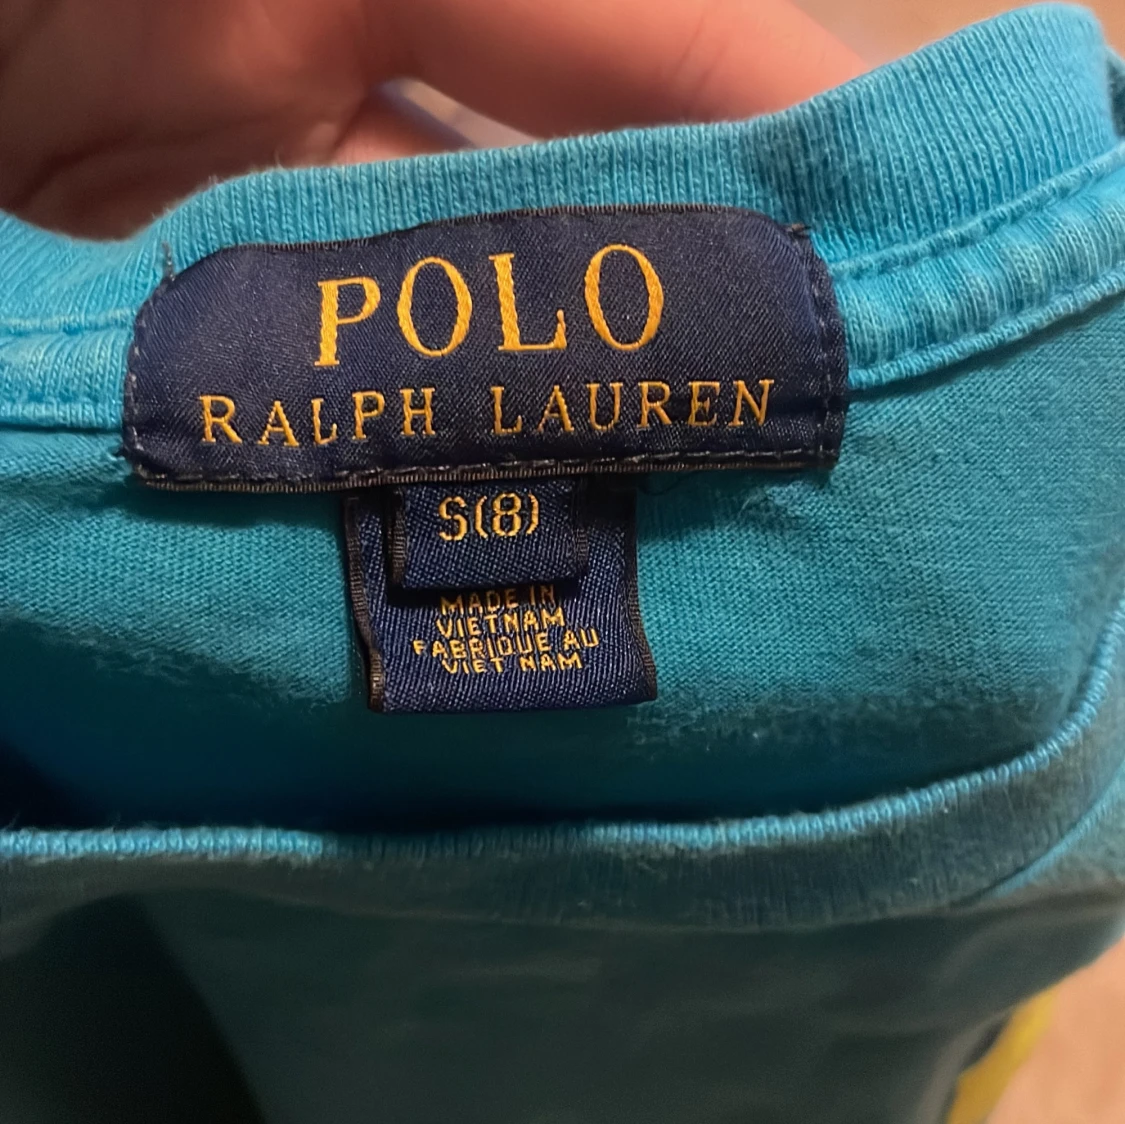 POLO
RALPH LAUREN
S(8)
MADE IN
VIETNAM
FABRIQUE AU
VIET NAM